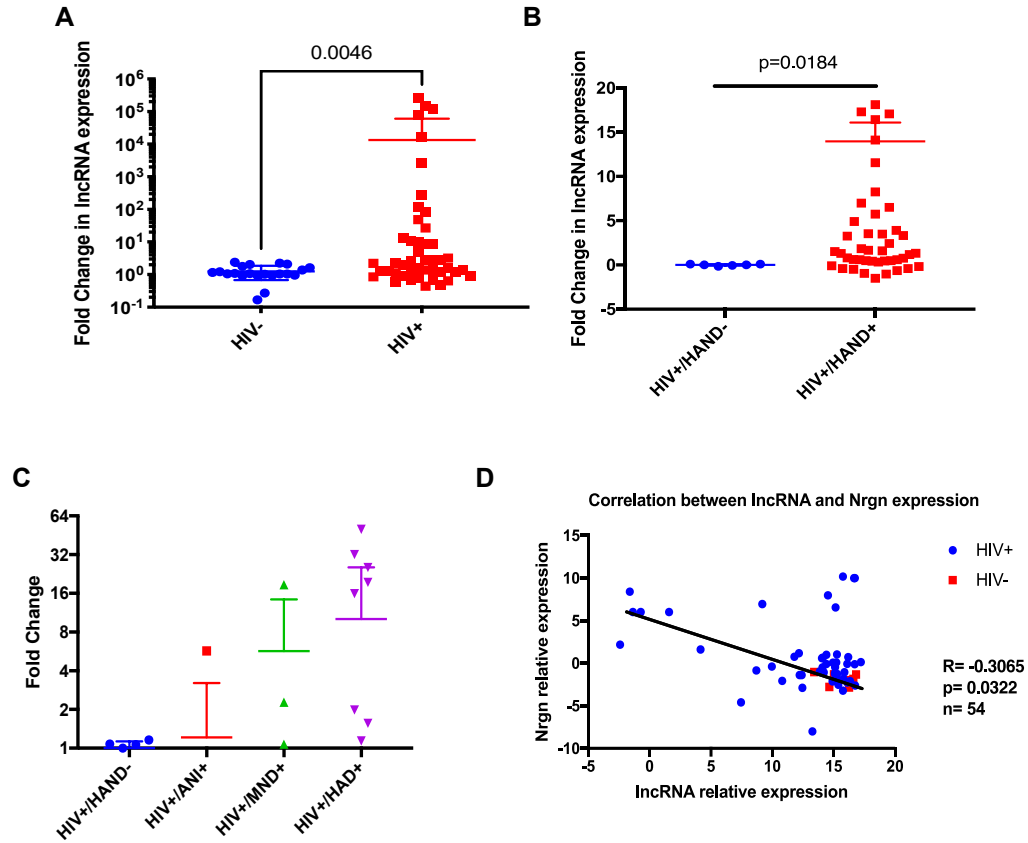 A
0.0046
Fold Change in lncRNA expression
10^6
10^5
10^4
10^3
10^2
10^1
10^0
10^-1
HIV-
HIV+
B
p=0.0184
Fold Change in lncRNA expression
20
15
10
5
0
-5
HIV+/HAND-
HIV+/HAND+
C
Fold Change
64
32
16
8
4
2
1
HIV+/HAND-
HIV+/ANI+
HIV+/MND+
HIV+/HAD+
D
Correlation between lncRNA and Nrgn expression
Nrgn relative expression
15
10
5
0
-5
-10
-5
0
5
10
15
20
lncRNA relative expression
HIV+
HIV-
R= -0.3065
p= 0.0322
n= 54